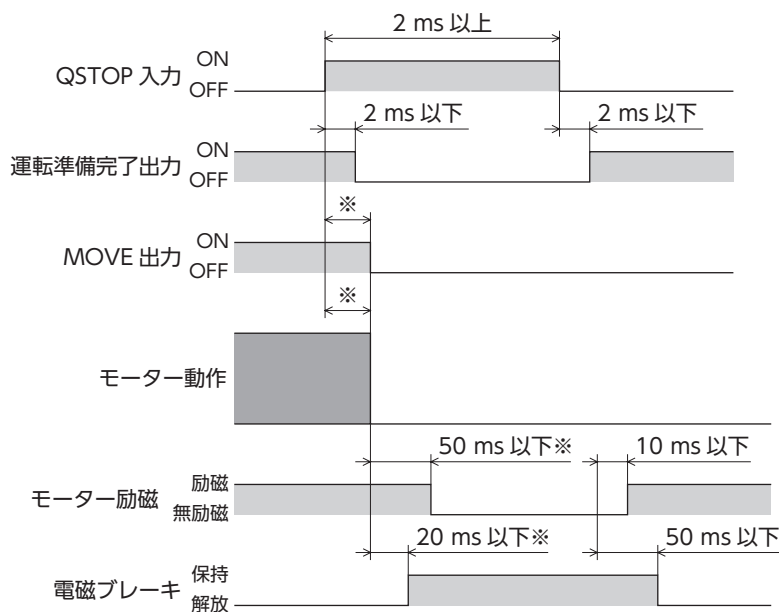 2 ms 以上
QSTOP 入力
ON
OFF
2 ms 以下
2 ms 以下
運転準備完了出力
ON
OFF
※
MOVE 出力
ON
OFF
※
モーター動作
50 ms 以下※
10 ms 以下
モーター励磁
励磁
無励磁
20 ms 以下※
50 ms 以下
電磁ブレーキ
保持
解放